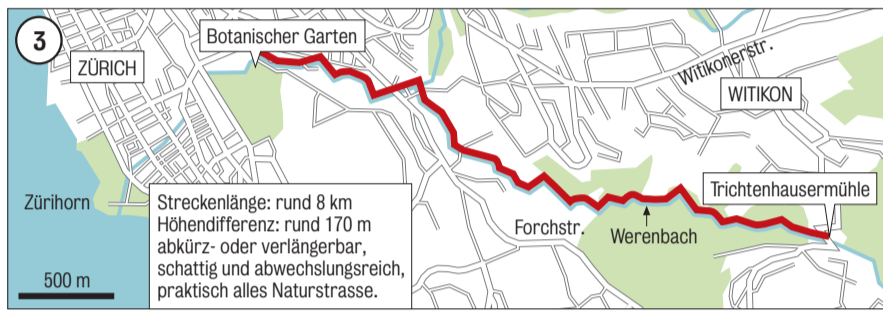 3
Botanischer Garten
ZÜRICH
Witikonerstr.
WITIKON
Trichtenhausermühle
Zürihorn
Streckenlänge: rund 8 km
Höhendifferenz: rund 170 m
abkürz- oder verlängerbar,
schattig und abwechslungsreich,
praktisch alles Naturstrasse.
Forchstr.
Werenbach
500 m